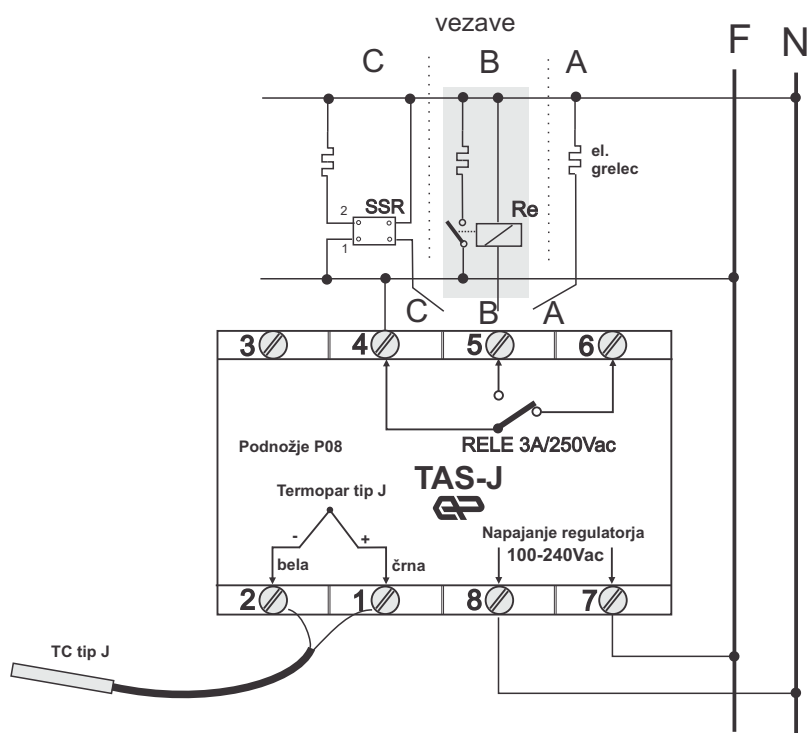 vezave
F N
C B A
el.
grelec
2 SSR
1
Re
C B A
3 4 5 6
RELE 3A/250Vac
Podnožje P08
TAS-J
Termopar tip J
- +
bela črna
Napajanje regulatorja
100-240Vac
2 1 8 7
TC tip J